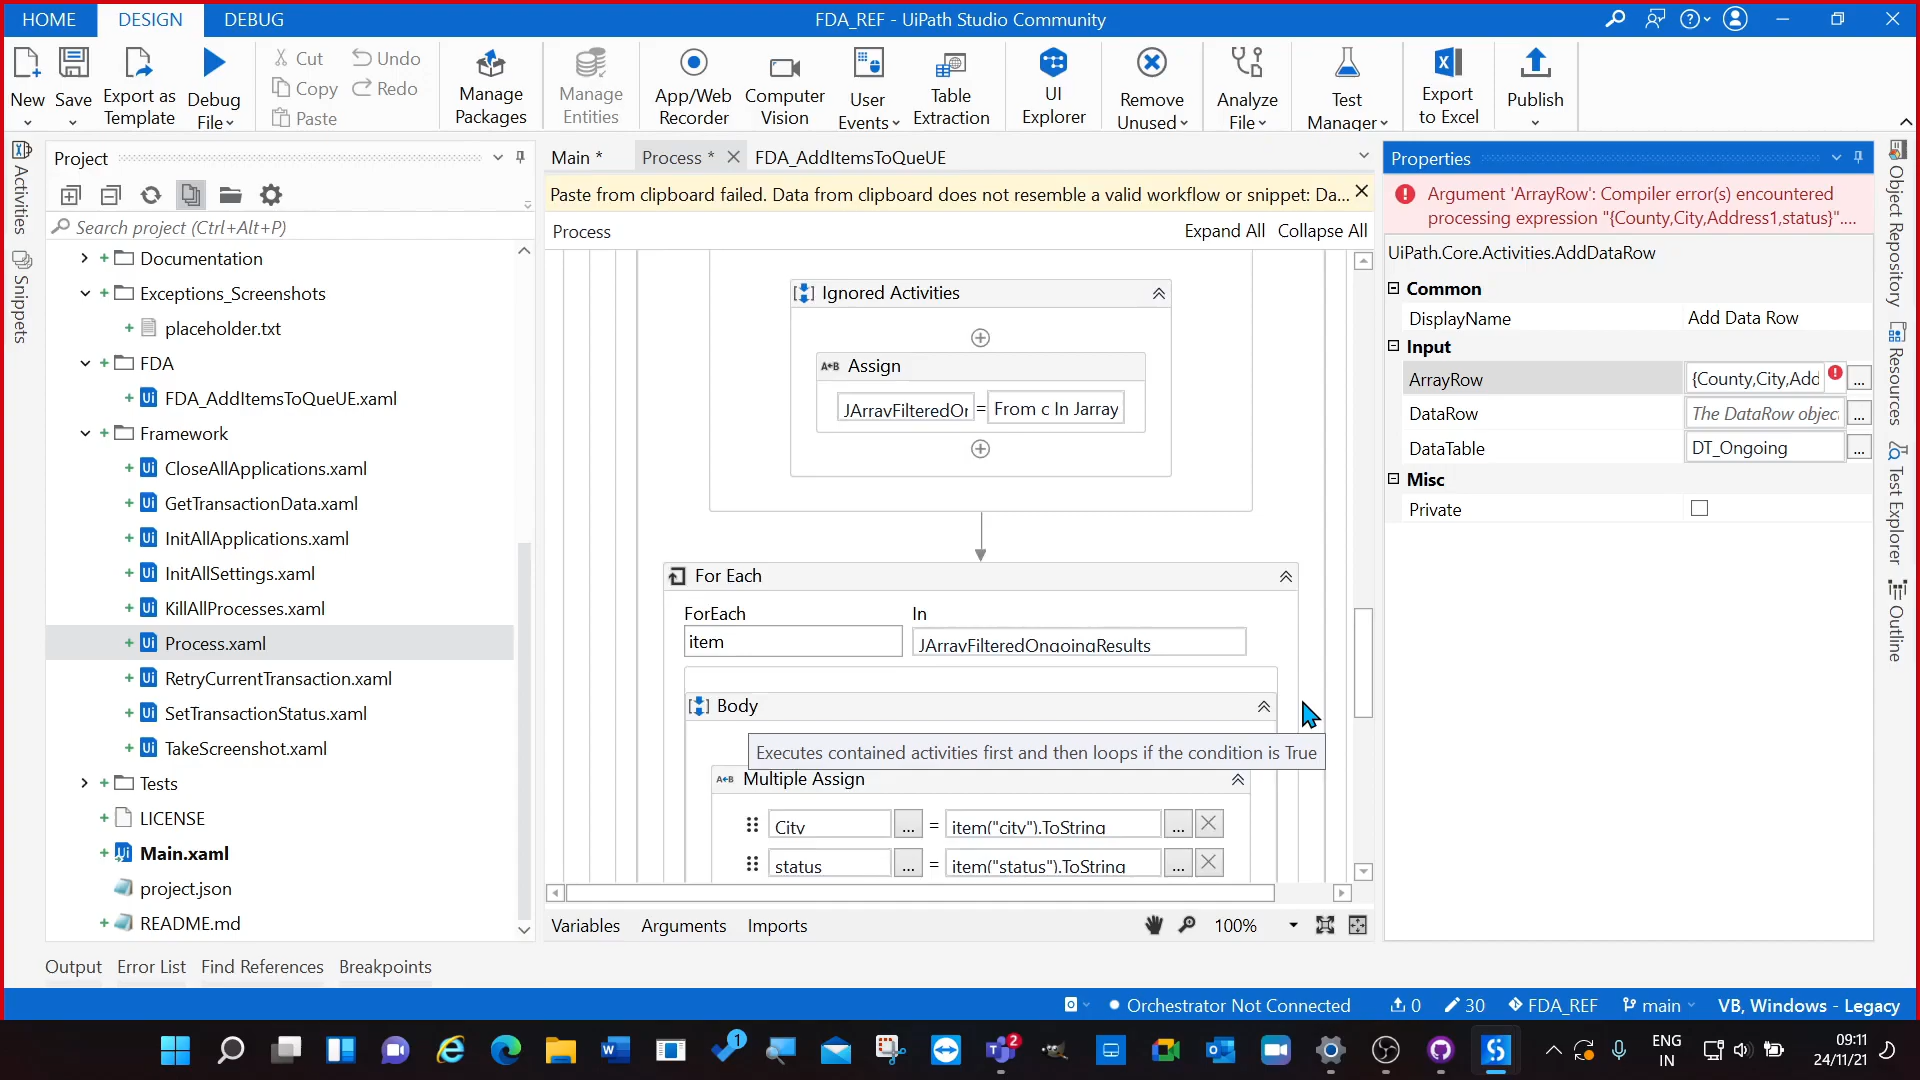 HOME DESIGN DEBUG
FDA_REF - UiPath Studio Community
New
Save
Export as
Template
Debug
File
Cut
Copy
Paste
Undo
Redo
Manage
Packages
Manage
Entities
App/Web
Recorder
Computer
Vision
User
Events
Table
Extraction
UI
Explorer
Remove
Unused
Analyze
File
Test
Manager
Export
to Excel
Publish
Activities
Snippets
Project
Search project (Ctrl+Alt+P)
Documentation
Exceptions_Screenshots
placeholder.txt
FDA
FDA_AddItemsToQueUE.xaml
Framework
CloseAllApplications.xaml
GetTransactionData.xaml
InitAllApplications.xaml
InitAllSettings.xaml
KillAllProcesses.xaml
Process.xaml
RetryCurrentTransaction.xaml
SetTransactionStatus.xaml
TakeScreenshot.xaml
Tests
LICENSE
Main.xaml
project.json
README.md
Main * Process * FDA_AddItemsToQueUE
Paste from clipboard failed. Data from clipboard does not resemble a valid workflow or snippet: Da...
Process Expand All Collapse All
Ignored Activities
A+B Assign
JArrayFilteredOr = From c In Jarray
For Each
ForEach In
item JArrayFilteredOngoingResults
Body
Executes contained activities first and then loops if the condition is True
A+B Multiple Assign
City ... = item("city").ToString ...
status ... = item("status").ToString ...
Variables Arguments Imports 100%
Properties
Argument 'ArrayRow': Compiler error(s) encountered
processing expression "{County,City,Address1,status}"....
UiPath.Core.Activities.AddDataRow
Common
DisplayName Add Data Row
Input
ArrayRow {County,City,Add ...
DataRow The DataRow object ...
DataTable DT_Ongoing ...
Misc
Private
Object Repository
Resources
Test Explorer
Outline
Output Error List Find References Breakpoints
Orchestrator Not Connected 0 30 FDA_REF main VB, Windows - Legacy
1
2
ENG
IN
09:11
24/11/21